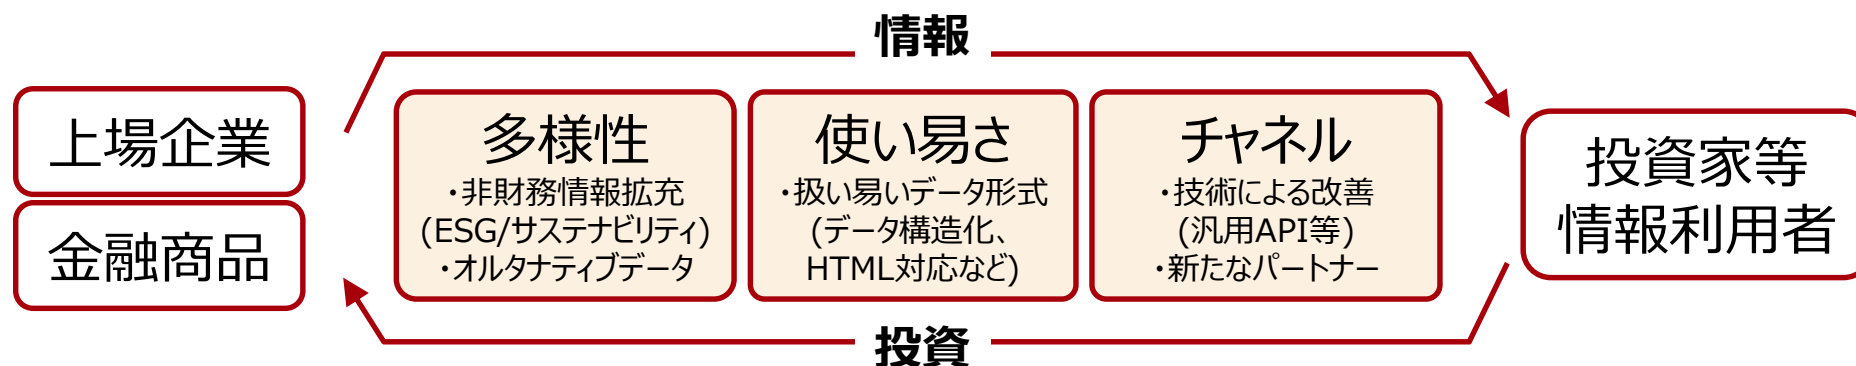 情報
上場企業
金融商品
多様性
・非財務情報拡充
(ESG/サステナビリティ)
・オルタナティブデータ
使い易さ
・扱い易いデータ形式
(データ構造化、
HTML対応など)
チャネル
・技術による改善
(汎用API等)
・新たなパートナー
投資家等
情報利用者
投資